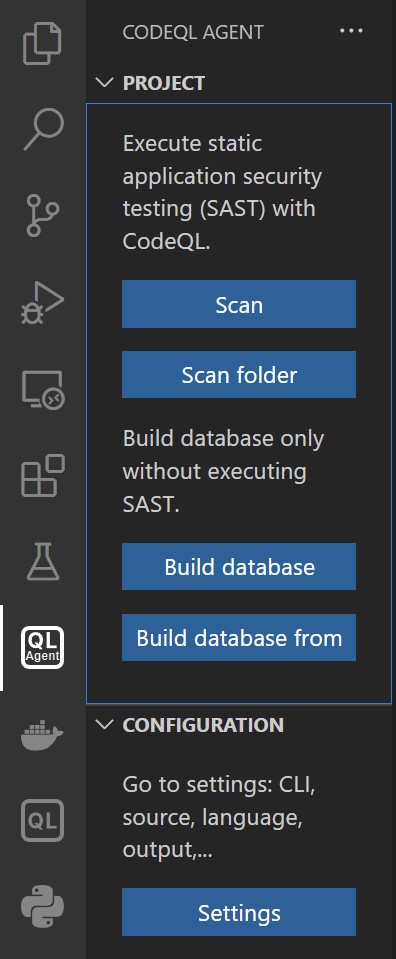 CODEQL AGENT ...
PROJECT
Execute static
application security
testing (SAST) with
CodeQL.
Scan
Scan folder
Build database only
without executing
SAST.
Build database
Build database from
QL
Agent
CONFIGURATION
Go to settings: CLI,
source, language,
output,...
QL
Settings